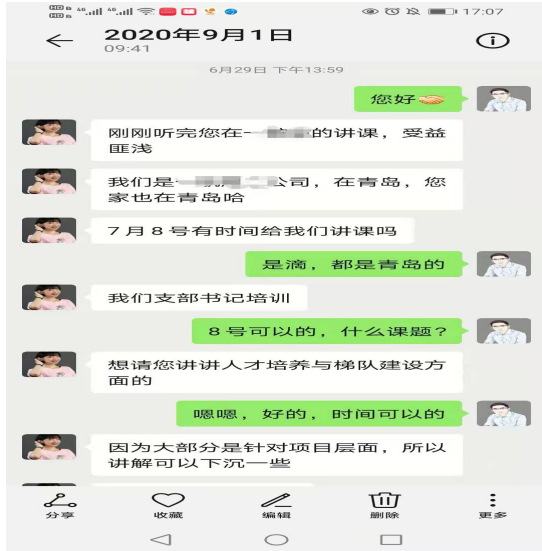 17:07
2020年9月1日
09:41
6月29日 下午13:59
您好
刚刚听完您在一 的讲课，受益
匪浅
我们是一 公司，在青岛，您
家也在青岛哈
7月8号有时间给我们讲课吗
是滴，都是青岛的
我们支部书记培训
8号可以的，什么课题？
想请您讲讲人才培养与梯队建设方
面的
嗯嗯，好的，时间可以的
因为大部分是针对项目层面，所以
讲解可以下沉一些
分享 收藏 编辑 删除 更多